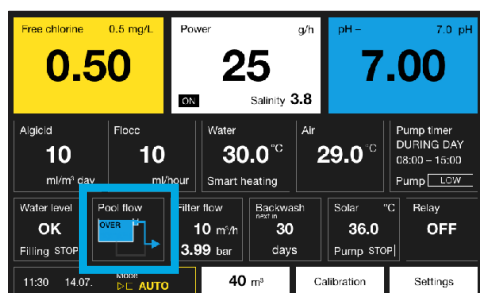 Free chlorine 0.5 mg/L
0.50
Power g/h
25
ON Salinity 3.8
pH – 7.0 pH
7.00
Algicid
10
ml/m³ day
Flocc
10
ml/hour
Water
30.0 °C
Smart heating
Air
29.0 °C
Pump timer
DURING DAY
08:00 – 15:00
Pump LOW
Water level
OK
Filling STOP
Pool flow
OVER
Filter flow
10 m³/h
3.99 bar
Backwash
next in
30
days
Solar °C
36.0
Pump STOP
Relay
OFF
11:30 14.07.
Mode
AUTO
40 m³
Calibration
Settings